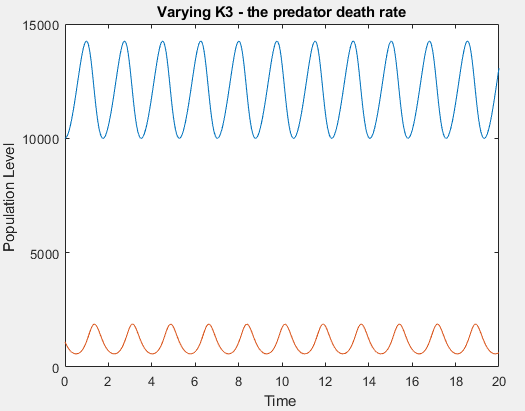 Varying K3 - the predator death rate
15000
10000
5000
0
Population Level
0 2 4 6 8 10 12 14 16 18 20
Time